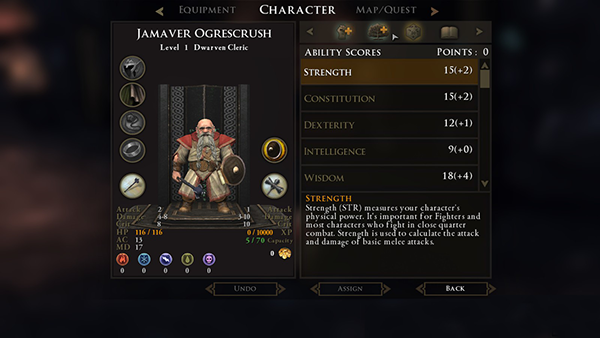 EQUIPMENT CHARACTER MAP/QUEST
JAMAVER OGRESCRUSH
Level 1 Dwarven Cleric
Attack 2 1 Attack
Damage 4-8 3-10 Damage
Crit 8 10 Crit
HP 116 / 116 0 / 10000 XP
AC 13 5 / 70 Capacity
MD 17
0
0 0 0 0 0
ABILITY SCORES POINTS : 0
STRENGTH 15(+2)
CONSTITUTION 15(+2)
DEXTERITY 12(+1)
INTELLIGENCE 9(+0)
WISDOM 18(+4)
STRENGTH
Strength (STR) measures your character's
physical power. It's important for Fighters and
most characters who fight in close quarter
combat. Strength is used to calculate the attack
and damage of basic melee attacks.
UNDO ASSIGN BACK